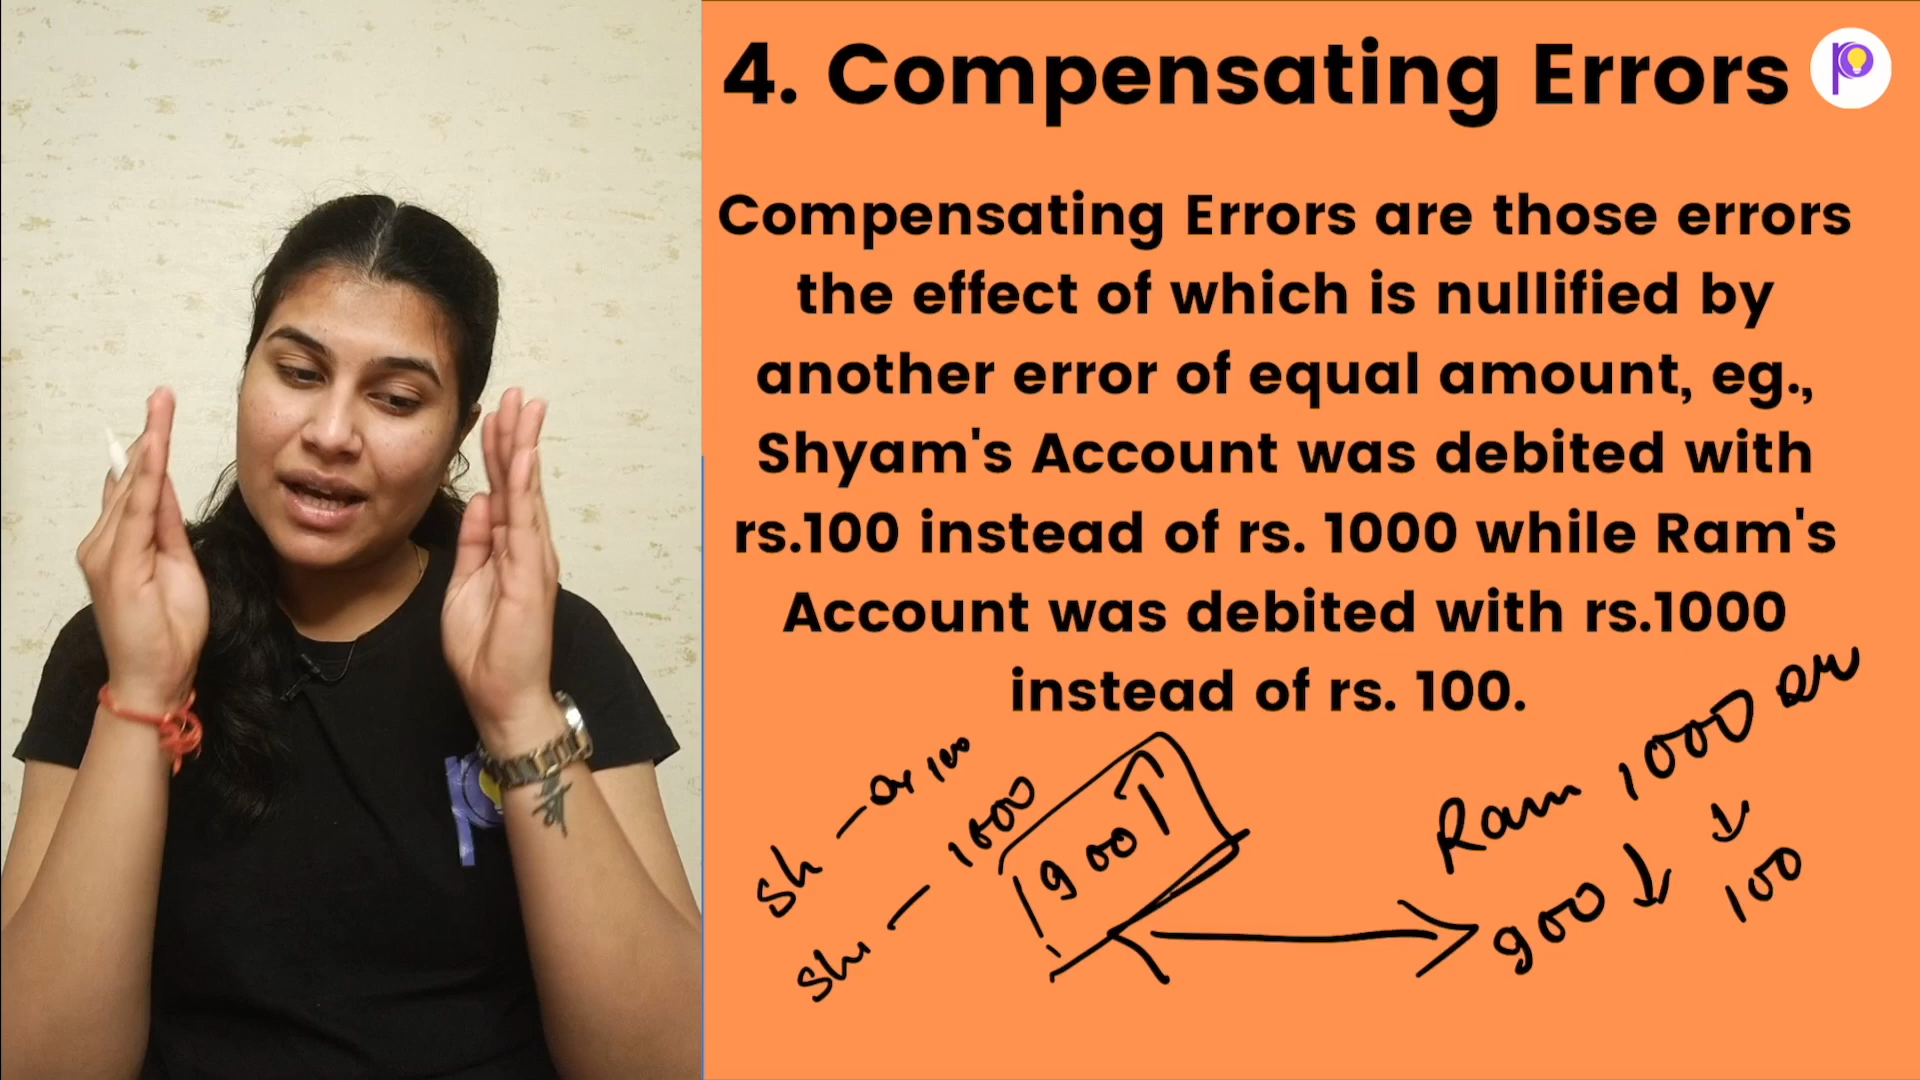 4. Compensating Errors
Compensating Errors are those errors
the effect of which is nullified by
another error of equal amount, eg.,
Shyam's Account was debited with
rs.100 instead of rs. 1000 while Ram's
Account was debited with rs.1000
instead of rs. 100.
Sh — 100
Sh — 1000
900
Ram 1000
900 100